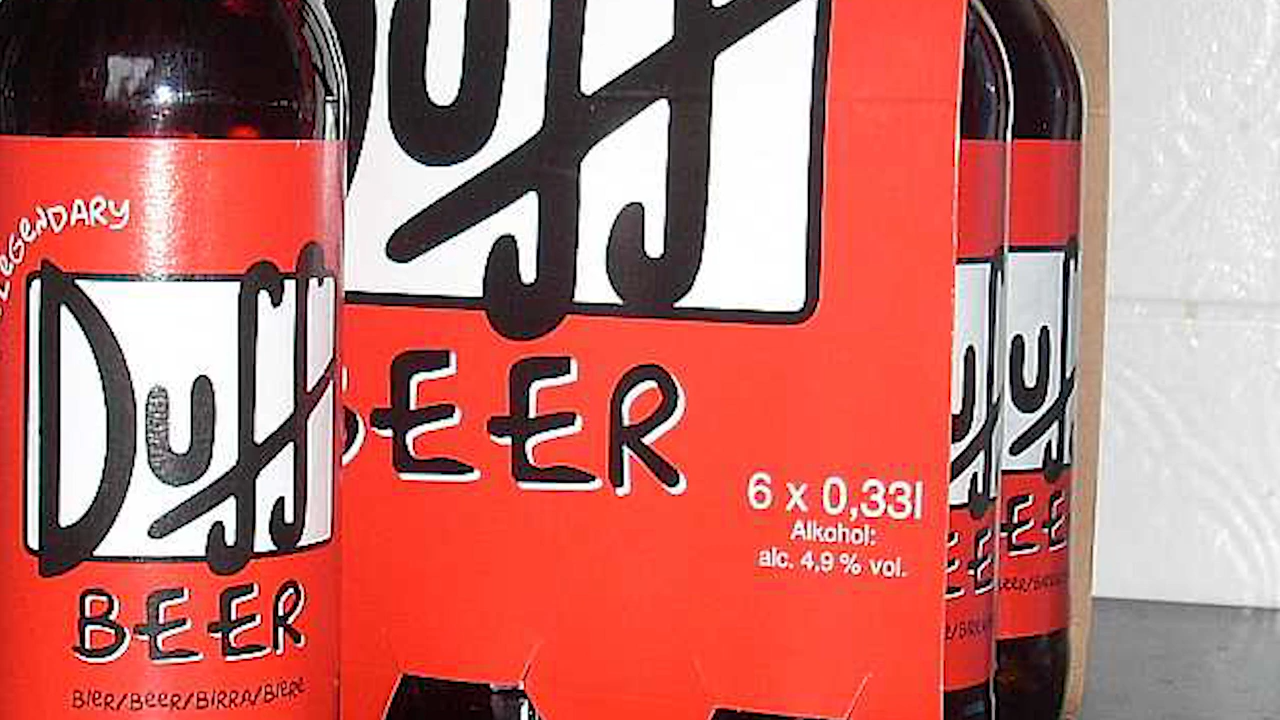 LEGENDARY
Duff
BEER
BIER/BEER/BIRRA/BIÈRE
Duff
BEER
6 x 0,33l
Alkohol:
alc. 4,9 % vol.